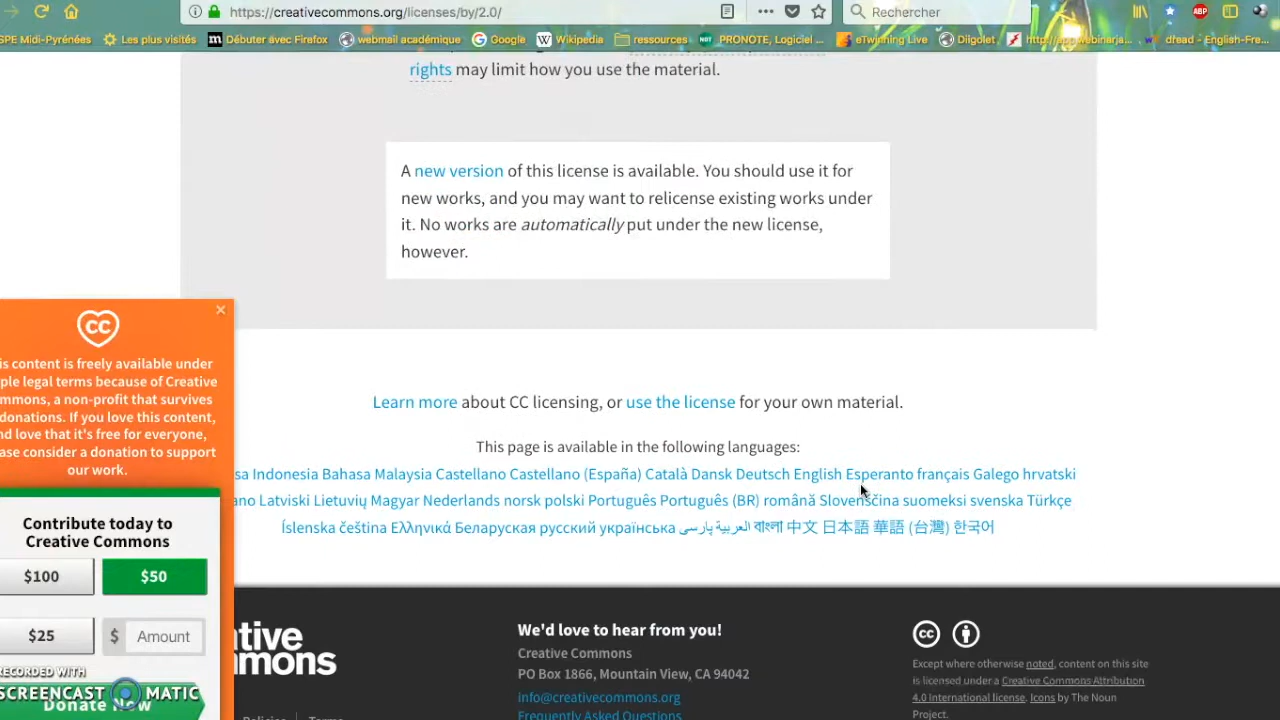 https://creativecommons.org/licenses/by/2.0/
Rechercher
SPE Midi-Pyrénées
Les plus visités
Débuter avec Firefox
webmail académique
Google
Wikipedia
ressources
PRONOTE, Logiciel ...
eTwinning Live
Diigolet
dread - English-Fre...
rights may limit how you use the material.
A new version of this license is available. You should use it for
new works, and you may want to relicense existing works under
it. No works are automatically put under the new license,
however.
CC
is content is freely available under
ple legal terms because of Creative
mmons, a non-profit that survives
donations. If you love this content,
nd love that it's free for everyone,
ase consider a donation to support
our work.
Contribute today to
Creative Commons
$100
$50
$25
$ Amount
RECORDED WITH
SCREENCAST MATIC
Donate Now
Learn more about CC licensing, or use the license for your own material.
This page is available in the following languages:
sa Indonesia Bahasa Malaysia Castellano Castellano (España) Català Dansk Deutsch English Esperanto français Galego hrvatski
ano Latviski Lietuvių Magyar Nederlands norsk polski Português Português (BR) română Slovenščina suomeksi svenska Türkçe
Íslenska čeština Ελληνικά Беларуская русский українська العربية پارسی বাংলা 中文 日本語 華語 (台灣) 한국어
tive
mmons
We'd love to hear from you!
Creative Commons
PO Box 1866, Mountain View, CA 94042
info@creativecommons.org
Frequently Asked Questions
Policies | Terms
cc
Except where otherwise noted, content on this site
is licensed under a Creative Commons Attribution
4.0 International license. Icons by The Noun
Project.